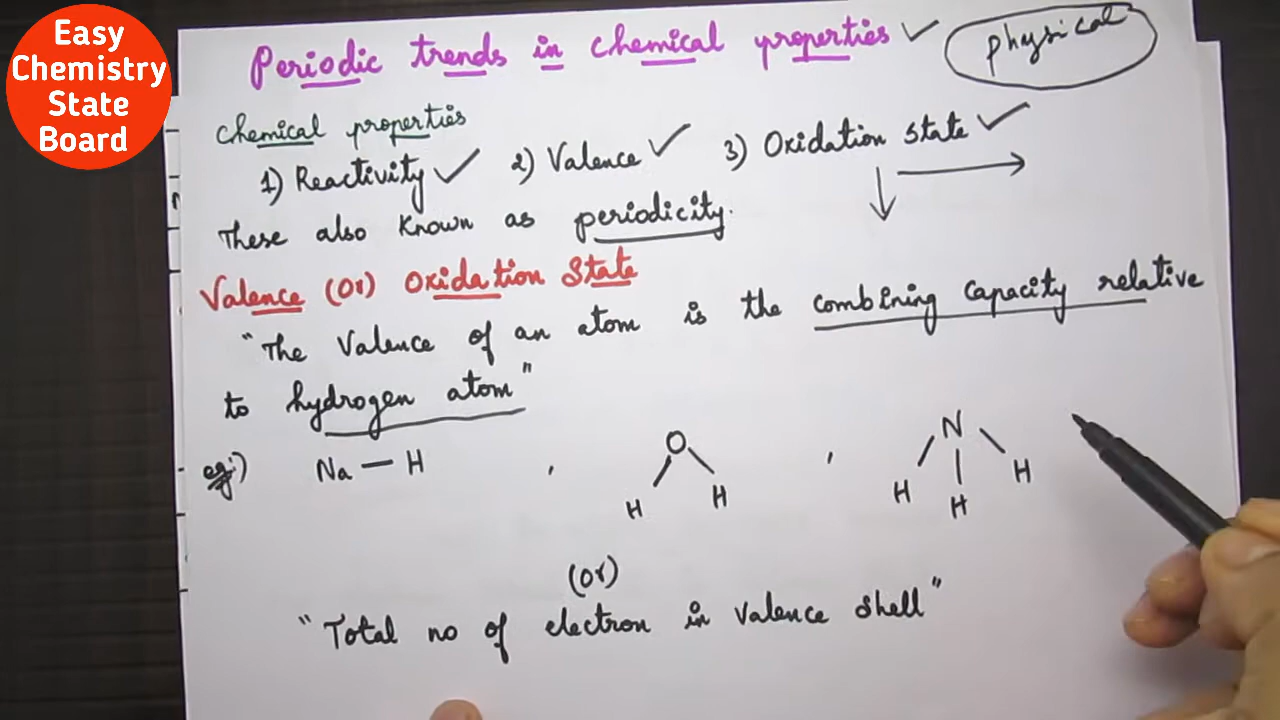 Easy
Chemistry
State
Board
Periodic trends in chemical properties
physical
chemical properties
1) Reactivity 2) Valence 3) Oxidation state
These also known as periodicity.
Valence (Or) Oxidation State
"The Valence of an atom is the combining capacity relative
to hydrogen atom"
eg:) Na — H , O , N
H H H H H
(Or)
"Total no of electron in valence shell"